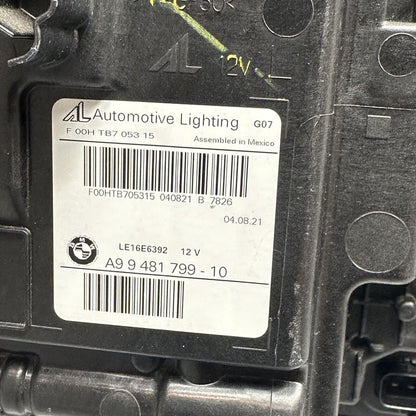 12V L
AL Automotive Lighting G07
F 00H TB7 053 15 Assembled in Mexico
F00HTB705315 040821 B 7826
04.08.21
LE16E6392 12 V
A9 9 481 799 - 10